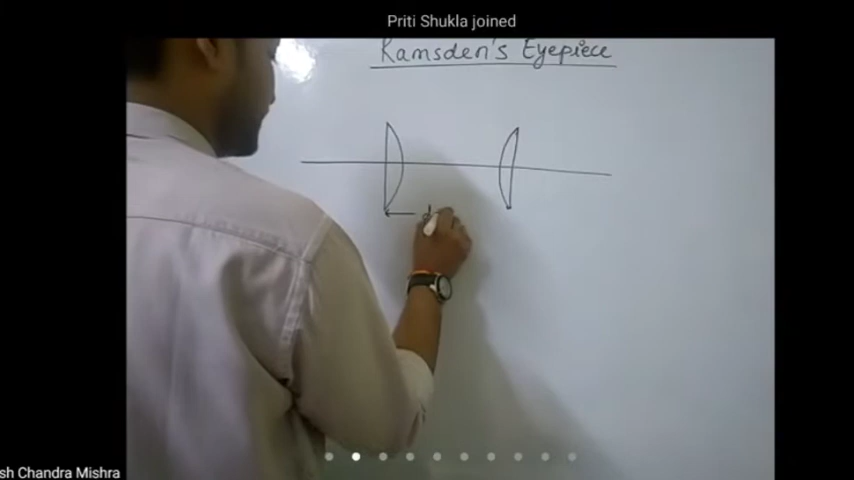 Priti Shukla joined
Ramsden's Eyepiece
d
sh Chandra Mishra